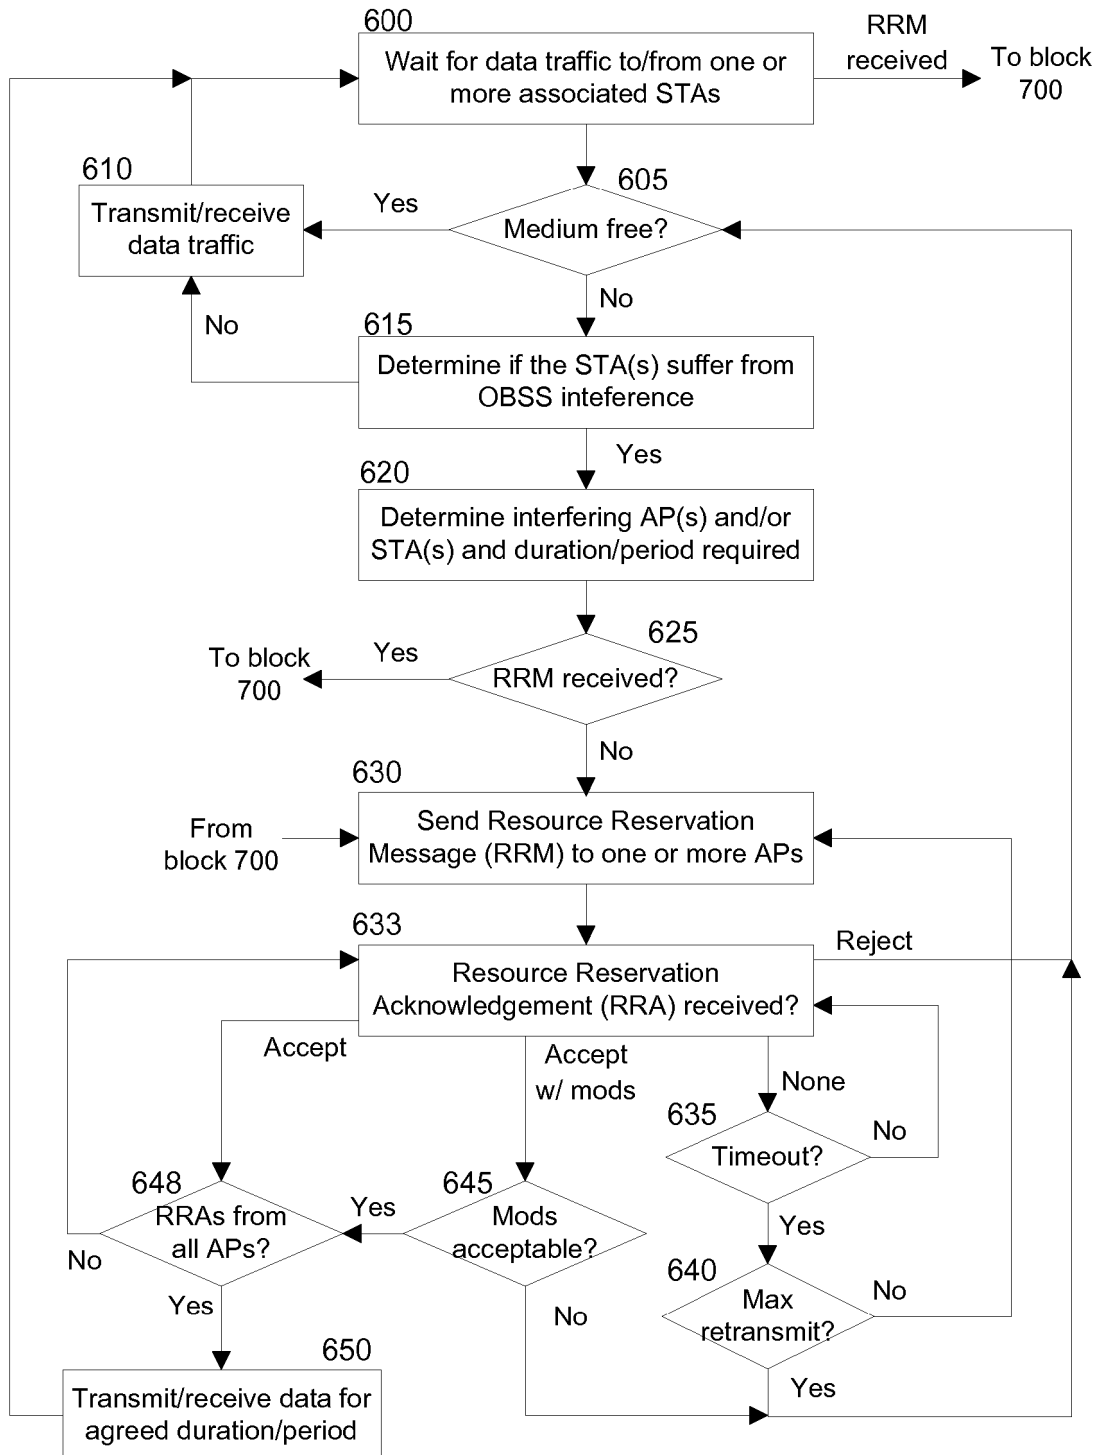 600
RRM
received
Wait for data traffic to/from one or
more associated STAs
To block
700
610
605
Yes
Transmit/receive
data traffic
Medium free?
No
No
615
Determine if the STA(s) suffer from
OBSS inteference
Yes
620
Determine interfering AP(s) and/or
STA(s) and duration/period required
625
To block
700
Yes
RRM received?
No
630
From
block 700
Send Resource Reservation
Message (RRM) to one or more APs
633
Reject
Resource Reservation
Acknowledgement (RRA) received?
Accept
Accept
w/ mods
None
635
No
Timeout?
648
645
Yes
RRAs from
all APs?
Mods
acceptable?
Yes
No
640
No
Max
retransmit?
Yes
No
650
Yes
Transmit/receive data for
agreed duration/period